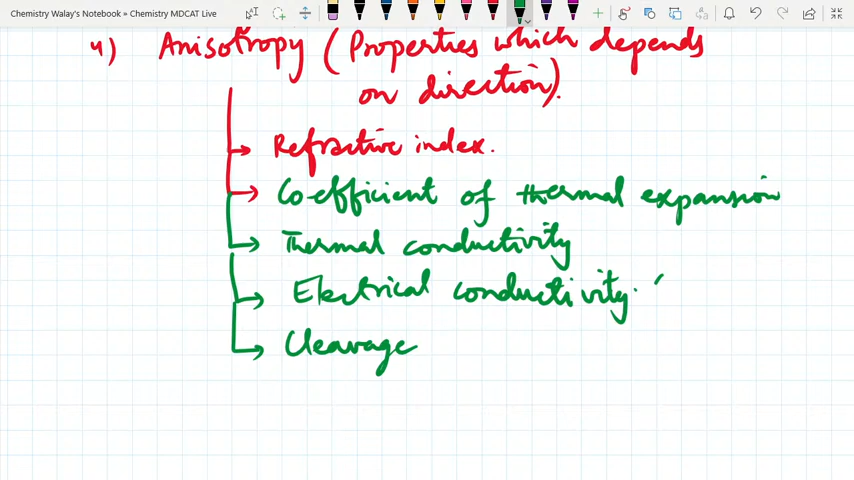 Chemistry Walay's Notebook » Chemistry MDCAT Live
4) Anisotropy (Properties which depends
on direction).
Refractive index.
Co-efficient of thermal expansion
Thermal conductivity
Electrical conductivity.
Cleavage